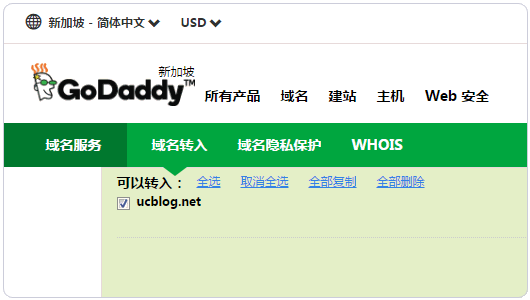 新加坡 - 简体中文 USD
新加坡
GoDaddy™
所有产品 域名 建站 主机 Web 安全
域名服务 域名转入 域名隐私保护 WHOIS
可以转入： 全选 取消全选 全部复制 全部删除
ucblog.net